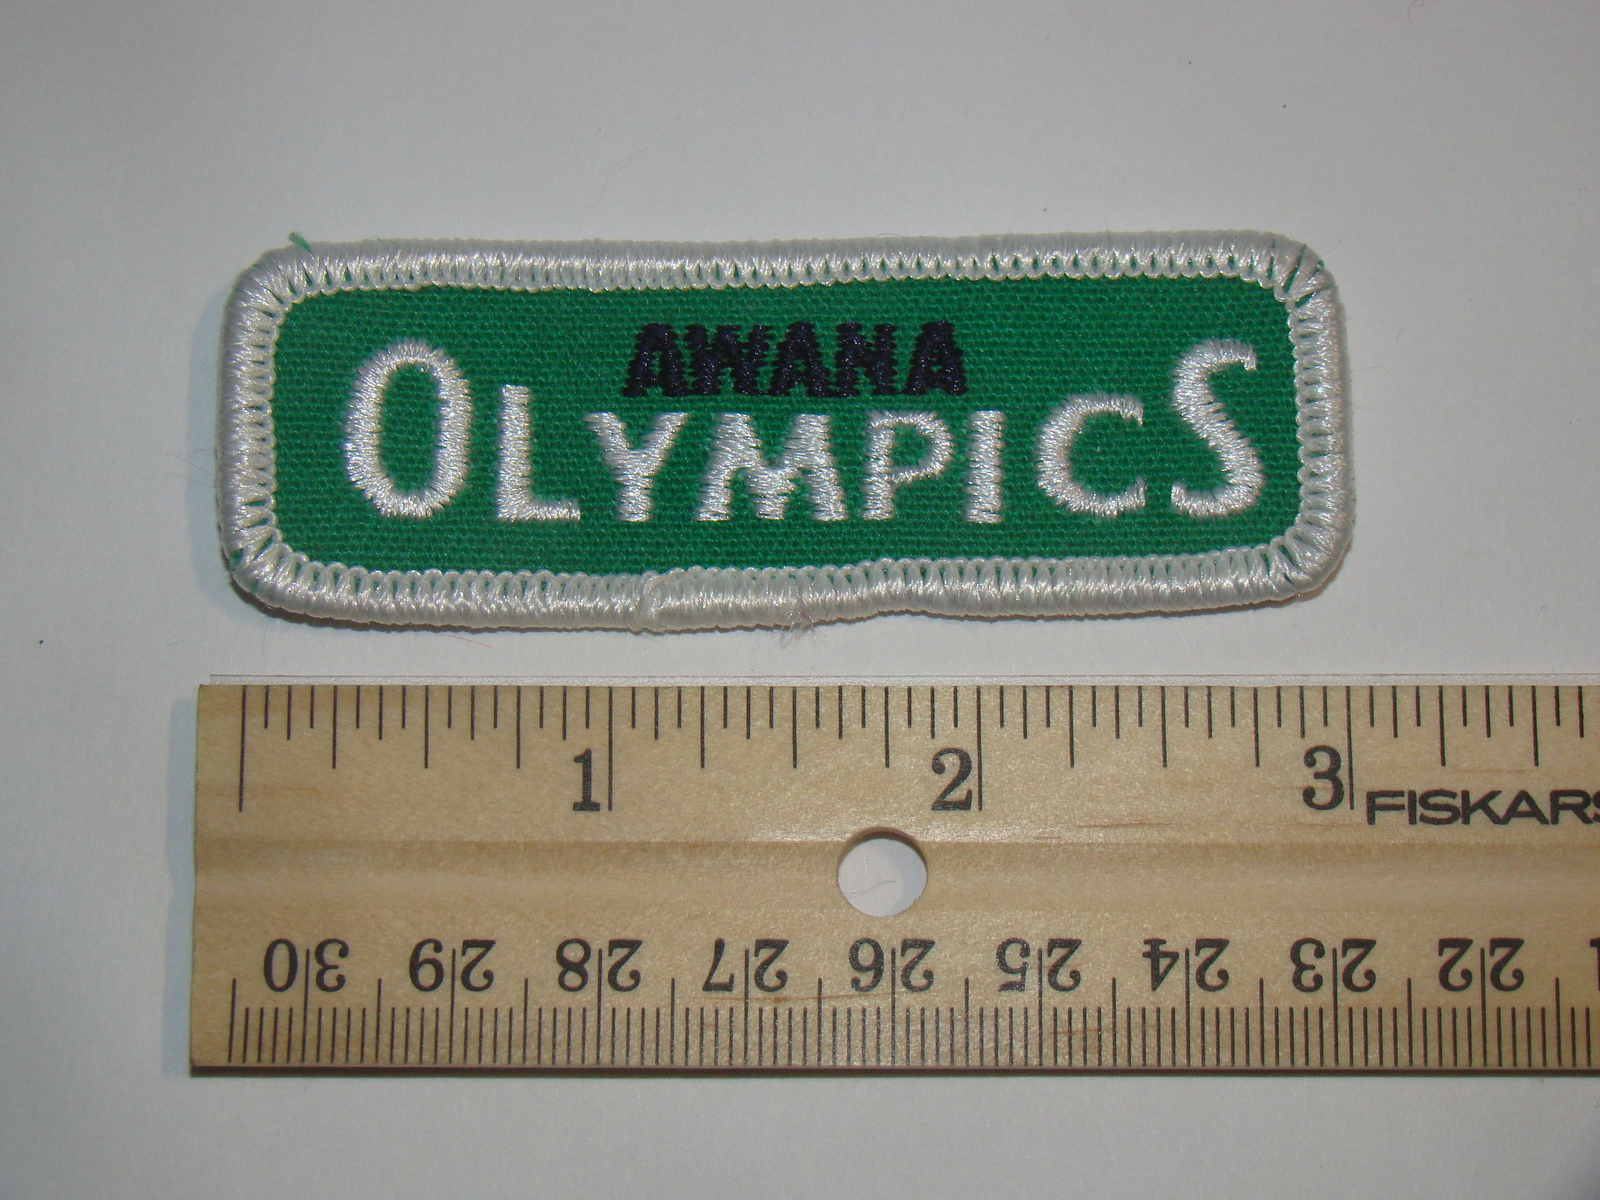 AWANA
OLYMPICS
1 2 3
FISKARS
30 29 28 27 26 25 24 23 22